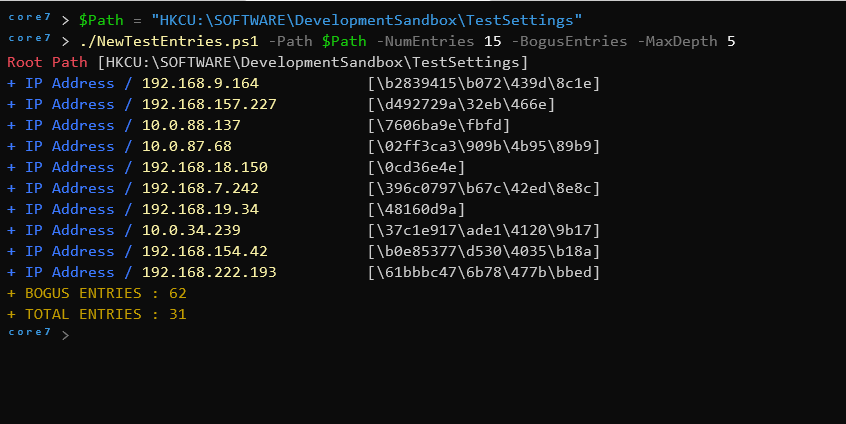 core7 > $Path = "HKCU:\SOFTWARE\DevelopmentSandbox\TestSettings"
core7 > ./NewTestEntries.ps1 -Path $Path -NumEntries 15 -BogusEntries -MaxDepth 5
Root Path [HKCU:\SOFTWARE\DevelopmentSandbox\TestSettings]
+ IP Address / 192.168.9.164 [\b2839415\b072\439d\8c1e]
+ IP Address / 192.168.157.227 [\d492729a\32eb\466e]
+ IP Address / 10.0.88.137 [\7606ba9e\fbfd]
+ IP Address / 10.0.87.68 [\02ff3ca3\909b\4b95\89b9]
+ IP Address / 192.168.18.150 [\0cd36e4e]
+ IP Address / 192.168.7.242 [\396c0797\b67c\42ed\8e8c]
+ IP Address / 192.168.19.34 [\48160d9a]
+ IP Address / 10.0.34.239 [\37c1e917\ade1\4120\9b17]
+ IP Address / 192.168.154.42 [\b0e85377\d530\4035\b18a]
+ IP Address / 192.168.222.193 [\61bbbc47\6b78\477b\bbed]
+ BOGUS ENTRIES : 62
+ TOTAL ENTRIES : 31
core7 >